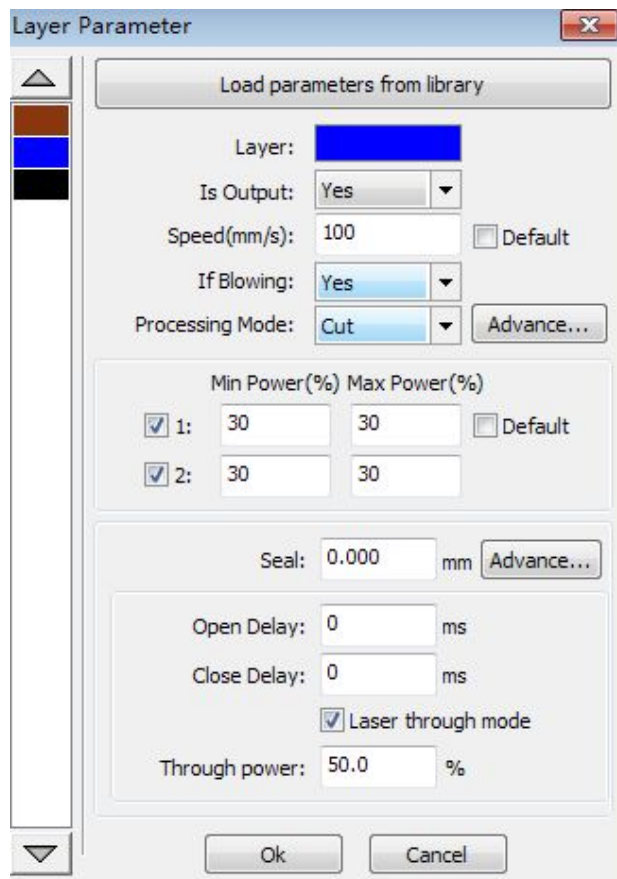 Layer Parameter
Load parameters from library
Layer:
Is Output: Yes
Speed(mm/s): 100 Default
If Blowing: Yes
Processing Mode: Cut Advance...
Min Power(%) Max Power(%)
1: 30 30 Default
2: 30 30
Seal: 0.000 mm Advance...
Open Delay: 0 ms
Close Delay: 0 ms
Laser through mode
Through power: 50.0 %
Ok Cancel